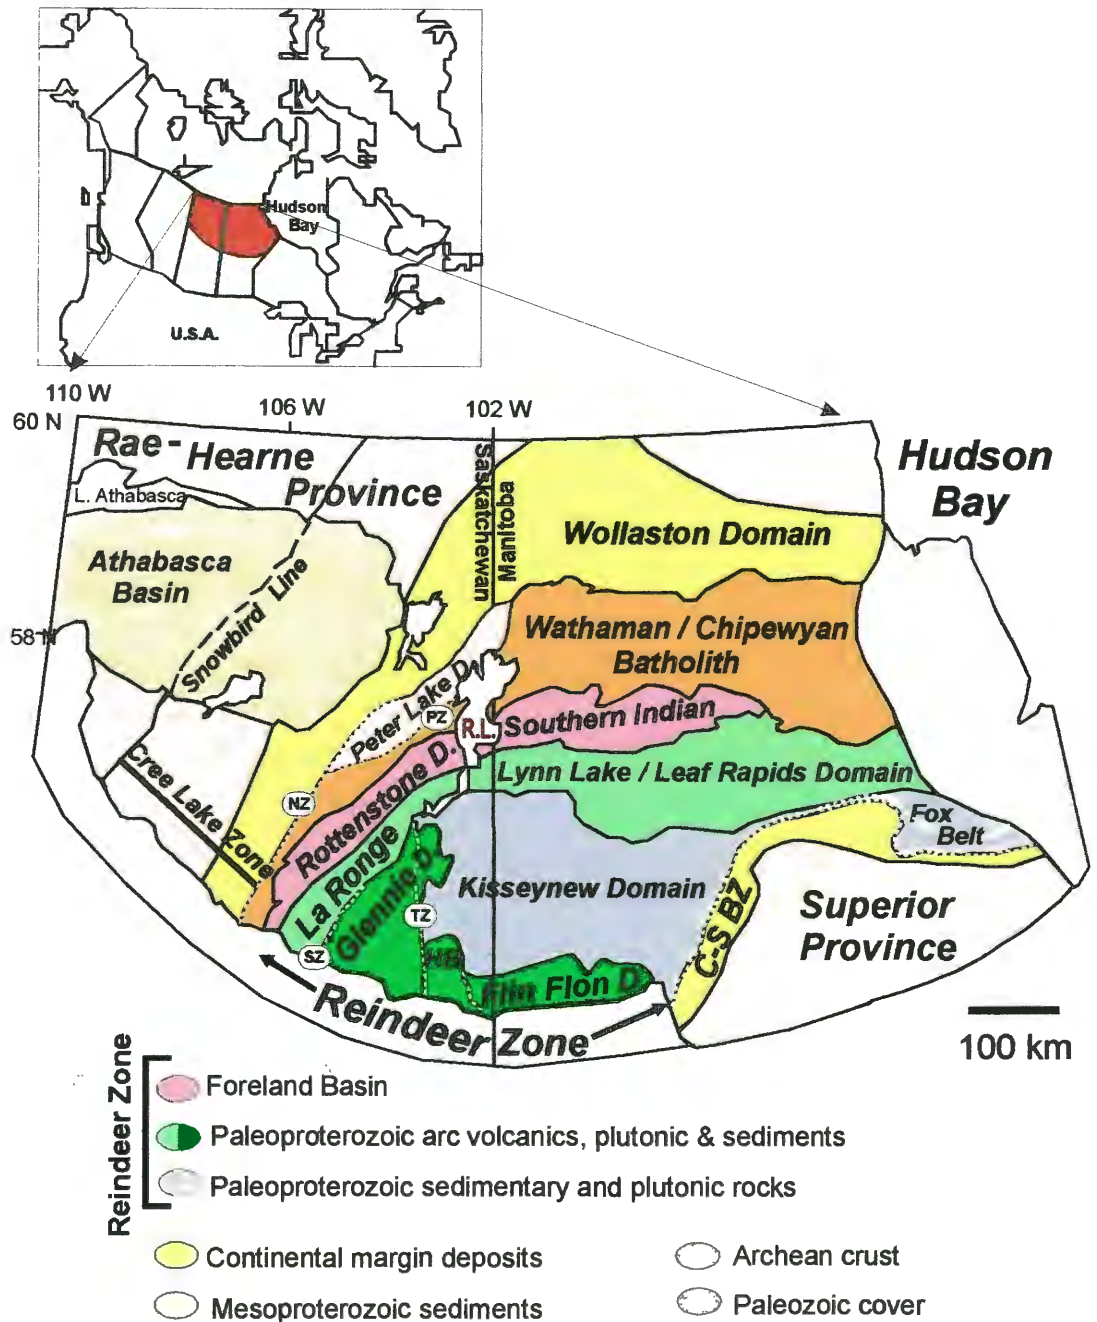 Hudson
Bay
U.S.A.
110 W
106 W
102 W
60 N
Rae-
Hearne
Province
L. Athabasca
Saskatchewan
Manitoba
Hudson
Bay
Wollaston Domain
Athabasca
Basin
58 N
Snowbird Line
Wathaman / Chipewyan
Batholith
Peter Lake D.
PZ
R.L.
Southern Indian
Cree Lake Zone
NZ
Rottenstone D.
Lynn Lake / Leaf Rapids Domain
Fox
Belt
La Ronge
Glennie D.
Kisseynew Domain
TZ
SZ
HB
C-S BZ
Superior
Province
Flin Flon D
Reindeer Zone
100 km
Reindeer Zone
Foreland Basin
Paleoproterozoic arc volcanics, plutonic & sediments
Paleoproterozoic sedimentary and plutonic rocks
Continental margin deposits
Archean crust
Mesoproterozoic sediments
Paleozoic cover